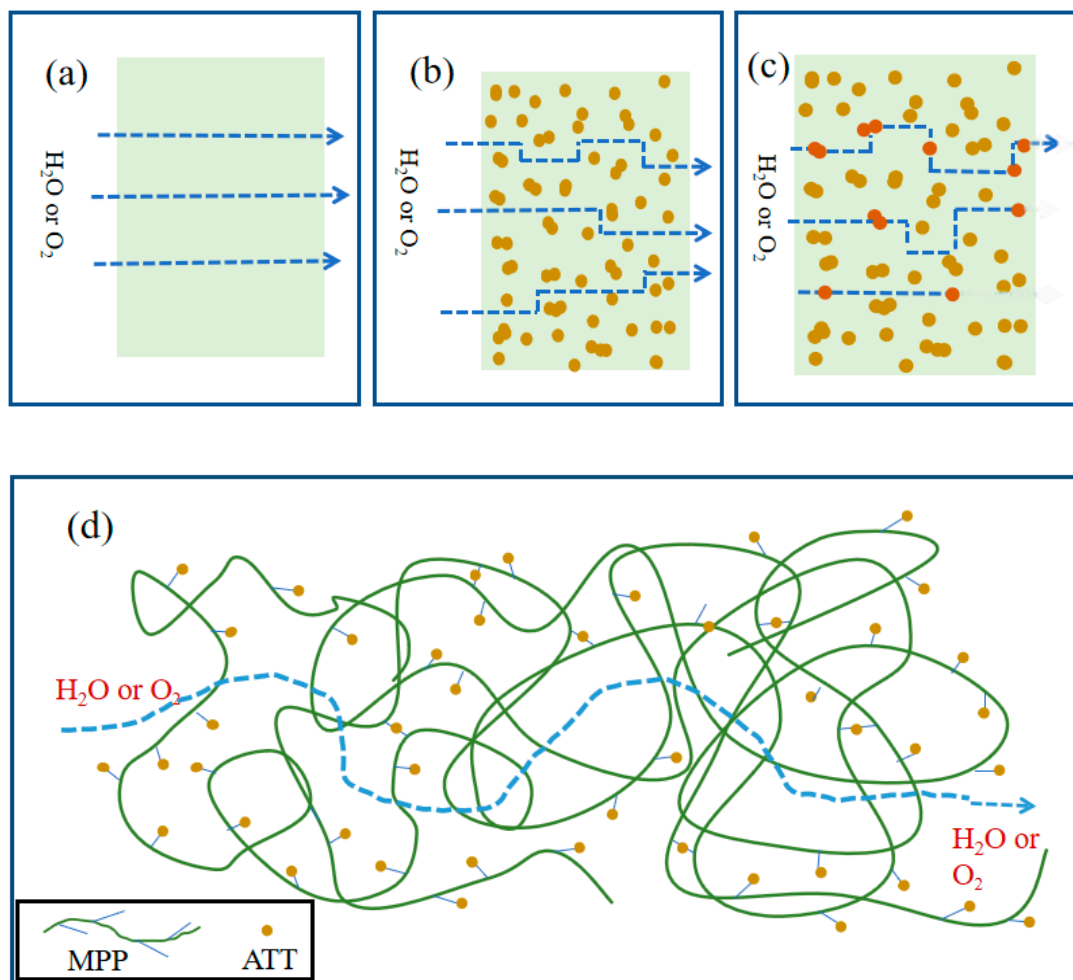 (a)
H₂O or O₂
(b)
H₂O or O₂
(c)
H₂O or O₂
(d)
H₂O or O₂
H₂O or
O₂
MPP
ATT